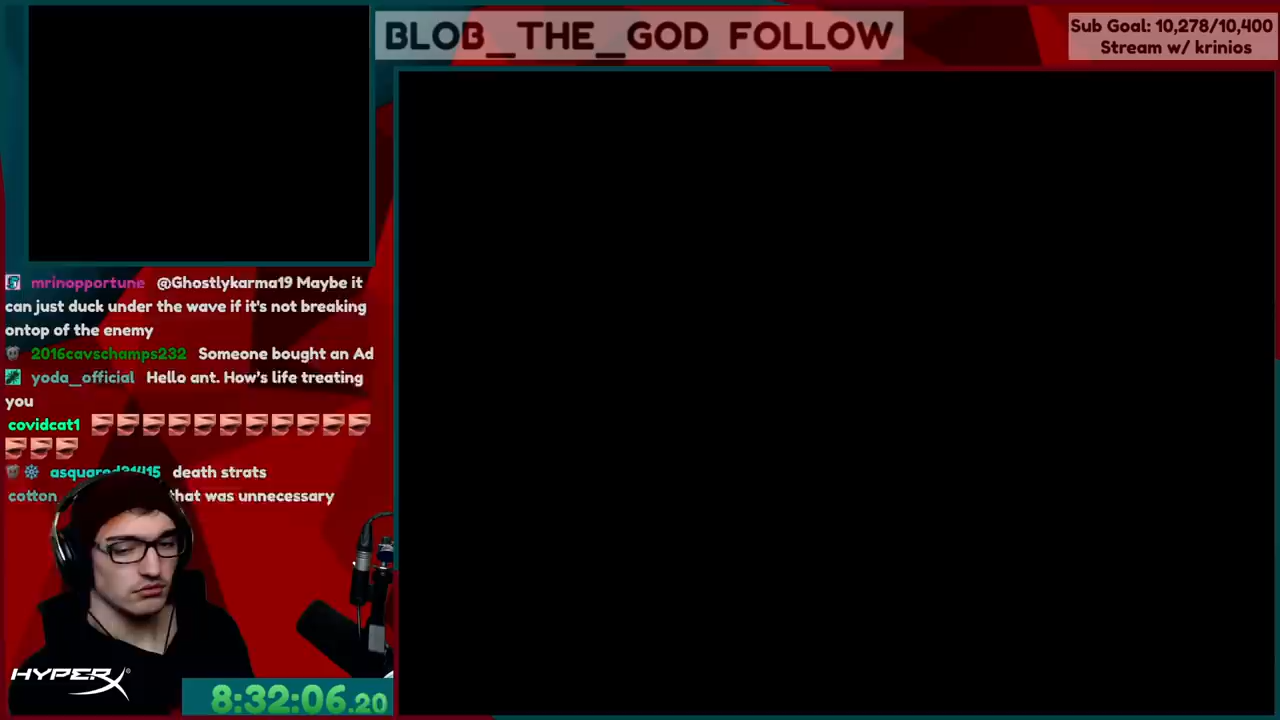 BLOB_THE_GOD FOLLOW
Sub Goal: 10,278/10,400
Stream w/ krinios
mrinopportune @Ghostlykarma19 Maybe it
can just duck under the wave if it's not breaking
ontop of the enemy
2016cavschamps232 Someone bought an Ad
yoda_official Hello ant. How's life treating
you
covidcat1
asquared31415 death strats
cotton that was unnecessary
HYPERX
8:32:06.20